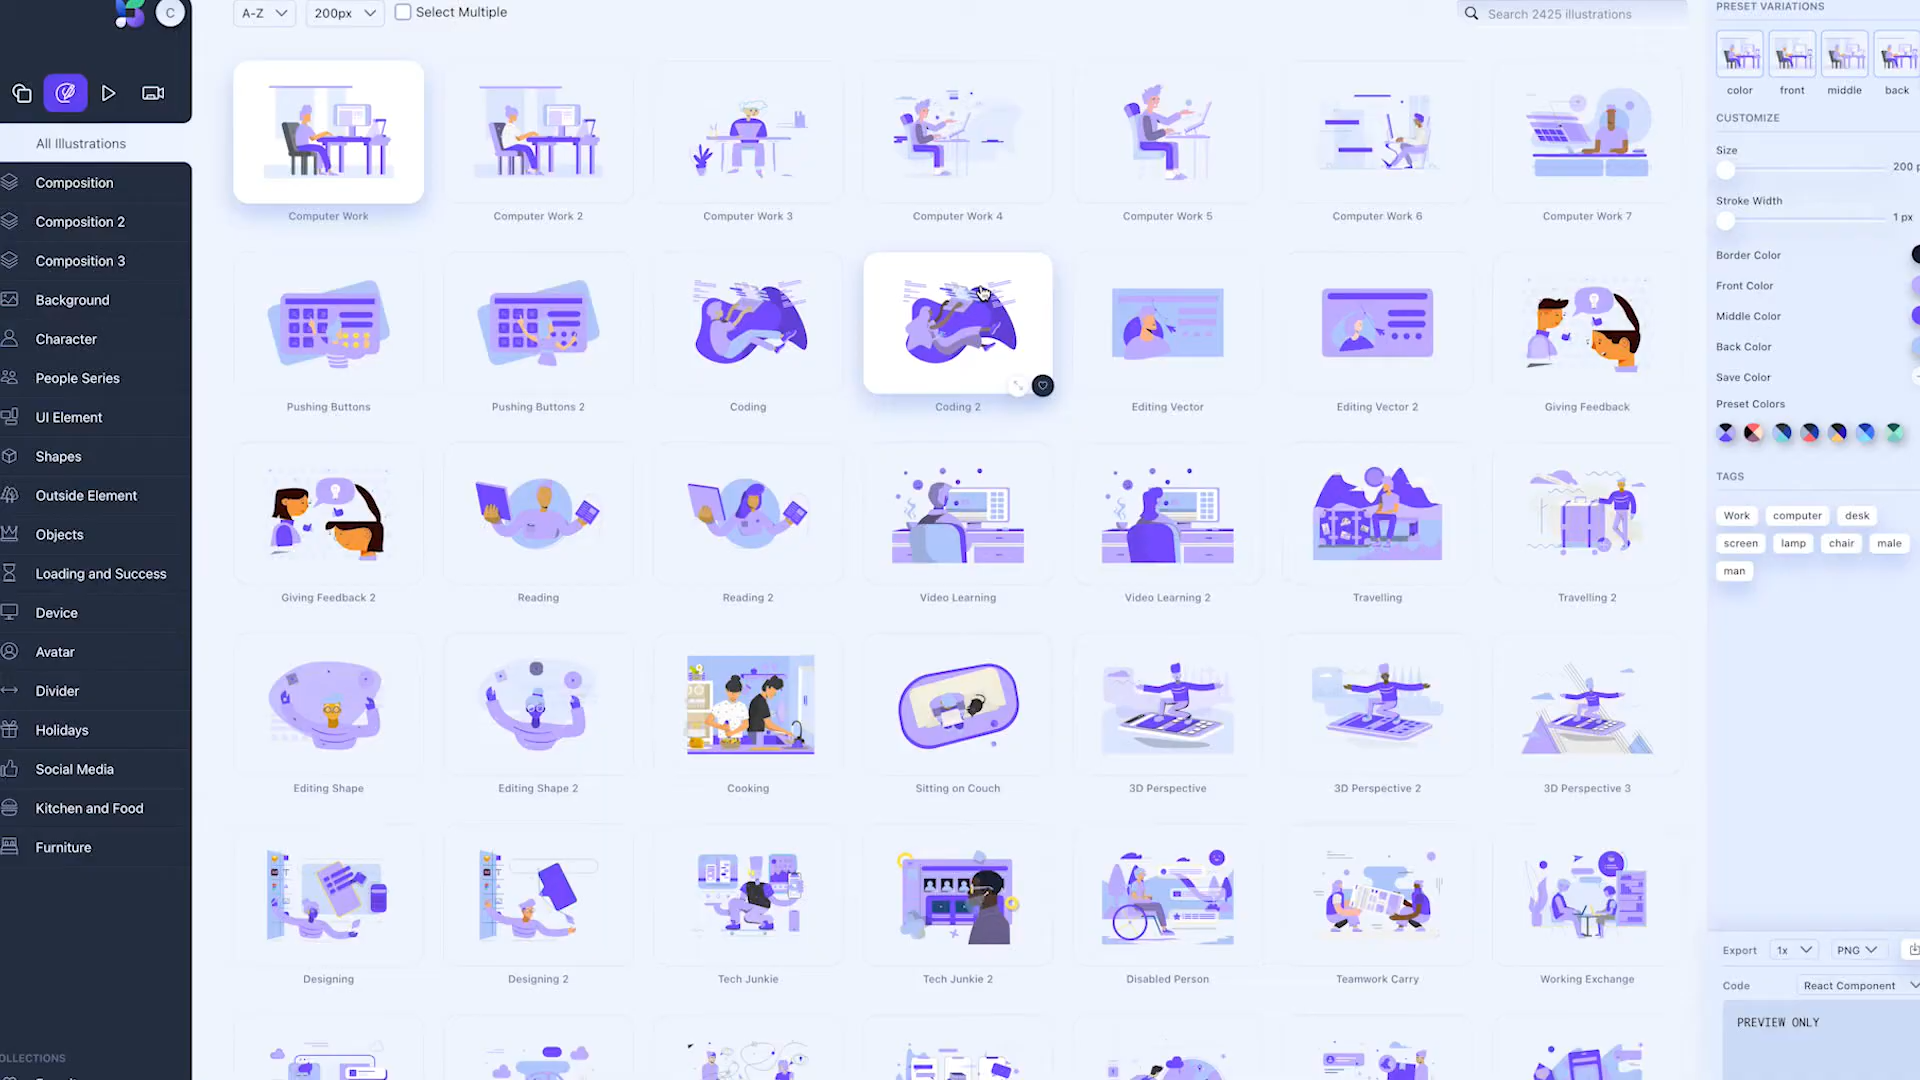 C
A-Z
200px
Select Multiple
Search 2425 illustrations
All Illustrations
Composition
Composition 2
Composition 3
Background
Character
People Series
UI Element
Shapes
Outside Element
Objects
Loading and Success
Device
Avatar
Divider
Holidays
Social Media
Kitchen and Food
Furniture
OLLECTIONS
Computer Work
Computer Work 2
Computer Work 3
Computer Work 4
Computer Work 5
Computer Work 6
Computer Work 7
Pushing Buttons
Pushing Buttons 2
Coding
Coding 2
Editing Vector
Editing Vector 2
Giving Feedback
Giving Feedback 2
Reading
Reading 2
Video Learning
Video Learning 2
Travelling
Travelling 2
Editing Shape
Editing Shape 2
Cooking
Sitting on Couch
3D Perspective
3D Perspective 2
3D Perspective 3
Designing
Designing 2
Tech Junkie
Tech Junkie 2
Disabled Person
Teamwork Carry
Working Exchange
PRESET VARIATIONS
color
front
middle
back
CUSTOMIZE
Size
200 p
Stroke Width
1 px
Border Color
Front Color
Middle Color
Back Color
Save Color
Preset Colors
TAGS
Work computer desk
screen lamp chair male
man
Export 1x PNG
Code React Component
PREVIEW ONLY